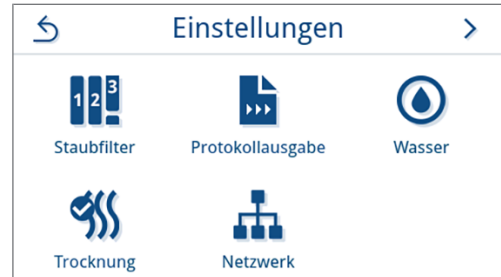 Einstellungen
1 2 3
Staubfilter
Protokollausgabe
Wasser
Trocknung
Netzwerk